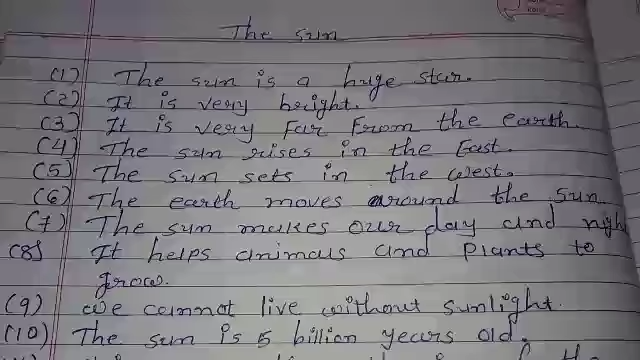 The sun
(1) The sun is a huge star.
(2) It is very bright.
(3) It is very Far From the earth.
(4) The sun rises in the East.
(5) The sun sets in the west.
(6) The earth moves around the sun
(7) The sun makes our day and nigh
(8) It helps animals and Plants to
grow.
(9) we cannot live without sunlight.
(10) The sun is 5 billion years old.